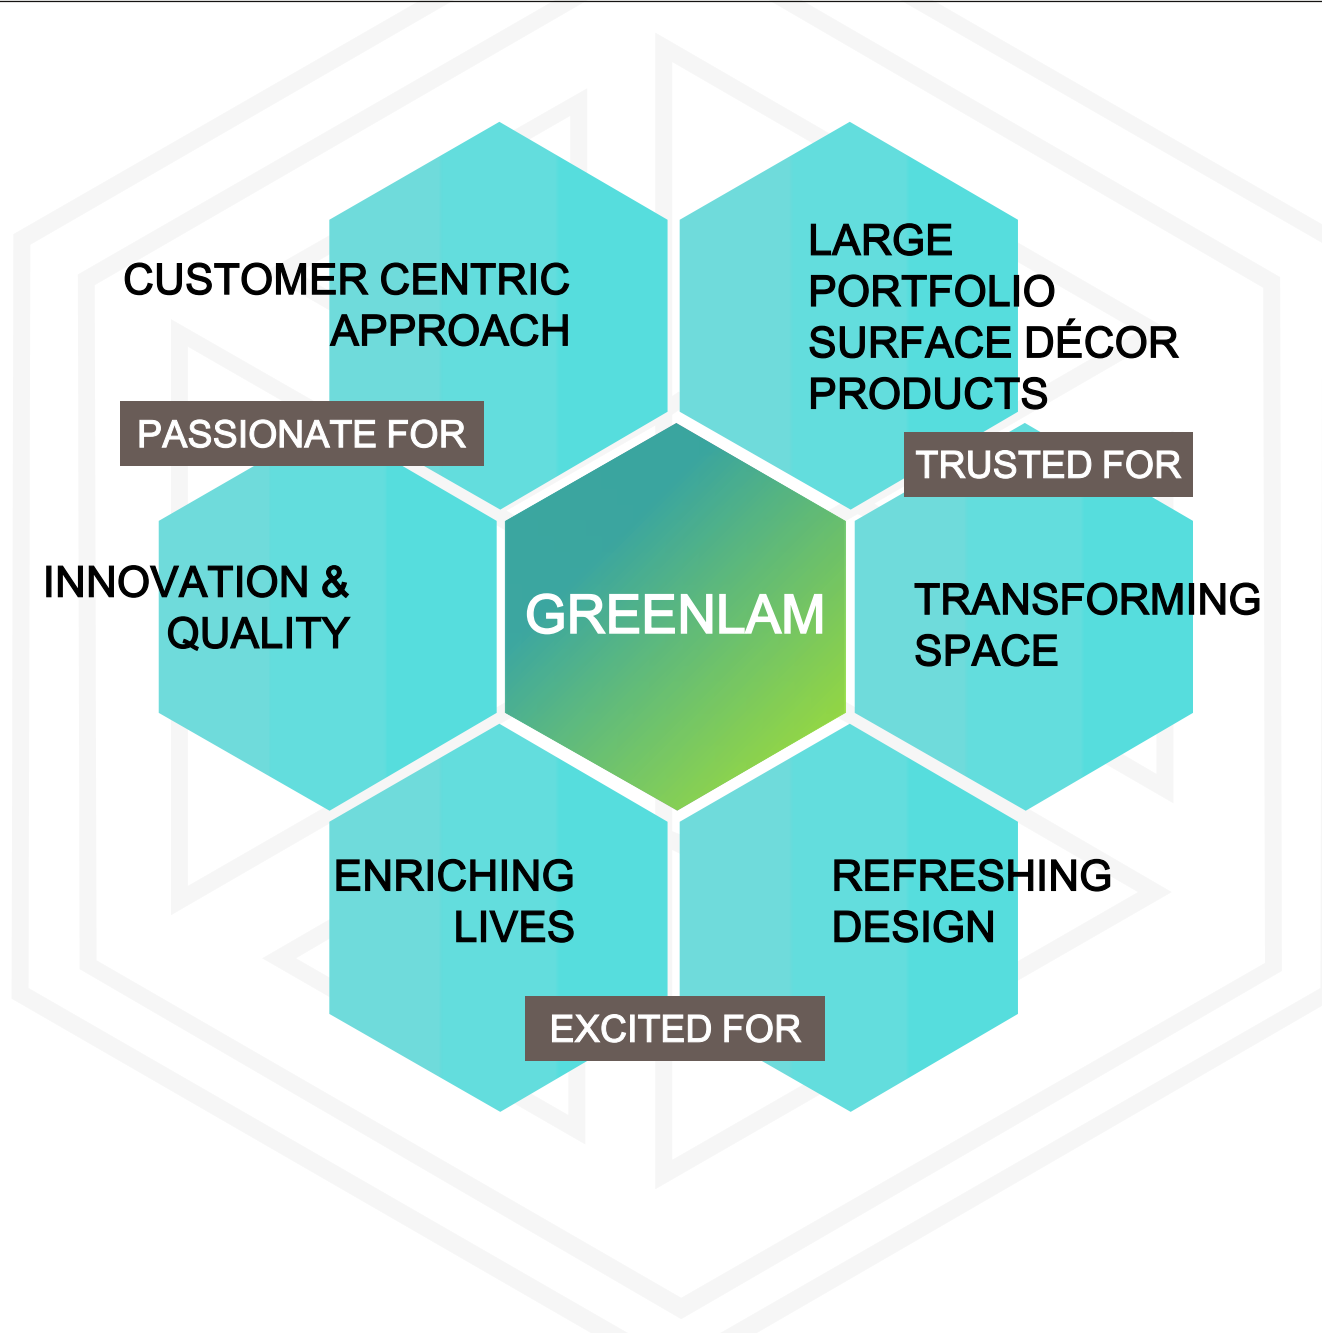 CUSTOMER CENTRIC
APPROACH
LARGE
PORTFOLIO
SURFACE DÉCOR
PRODUCTS
PASSIONATE FOR
TRUSTED FOR
INNOVATION &
QUALITY
GREENLAM
TRANSFORMING
SPACE
ENRICHING
LIVES
REFRESHING
DESIGN
EXCITED FOR